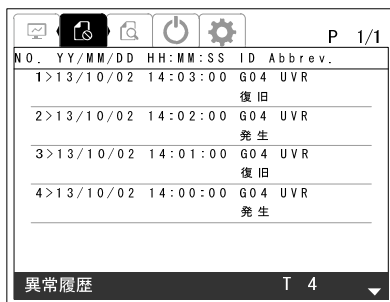 P 1/1
NO. YY/MM/DD HH:MM:SS ID Abbrev.
1>13/10/02 14:03:00 G04 UVR
復旧
2>13/10/02 14:02:00 G04 UVR
発生
3>13/10/02 14:01:00 G04 UVR
復旧
4>13/10/02 14:00:00 G04 UVR
発生
異常履歴 T 4